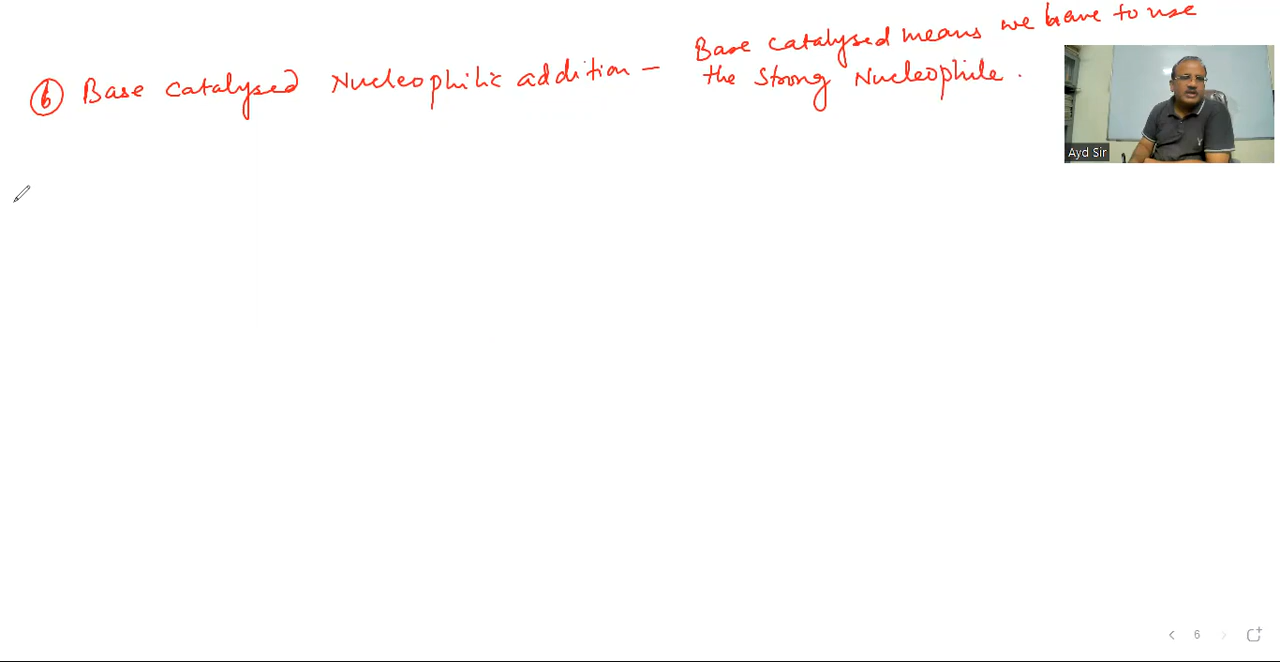 Base catalysed means we have to use
⑥ Base catalysed Nucleophilic addition – the strong Nucleophile.
Ayd Sir
6